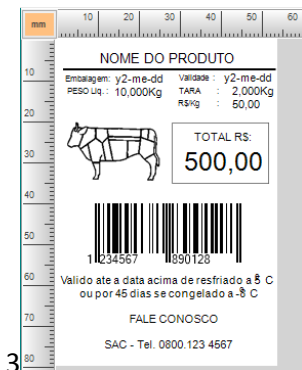 mm 10 20 30 40 50 60
NOME DO PRODUTO
Embalagem: y2-me-dd Validade : y2-me-dd
PESO Liq. : 10,000Kg TARA : 2,000Kg
R$/Kg : 50,00
TOTAL R$:
500,00
1 234567 890128
Valido ate a data acima de resfriado a 8 C
ou por 45 dias se congelado a -8 C
FALE CONOSCO
SAC - Tel. 0800.123 4567
10
20
30
40
50
60
70
80
3